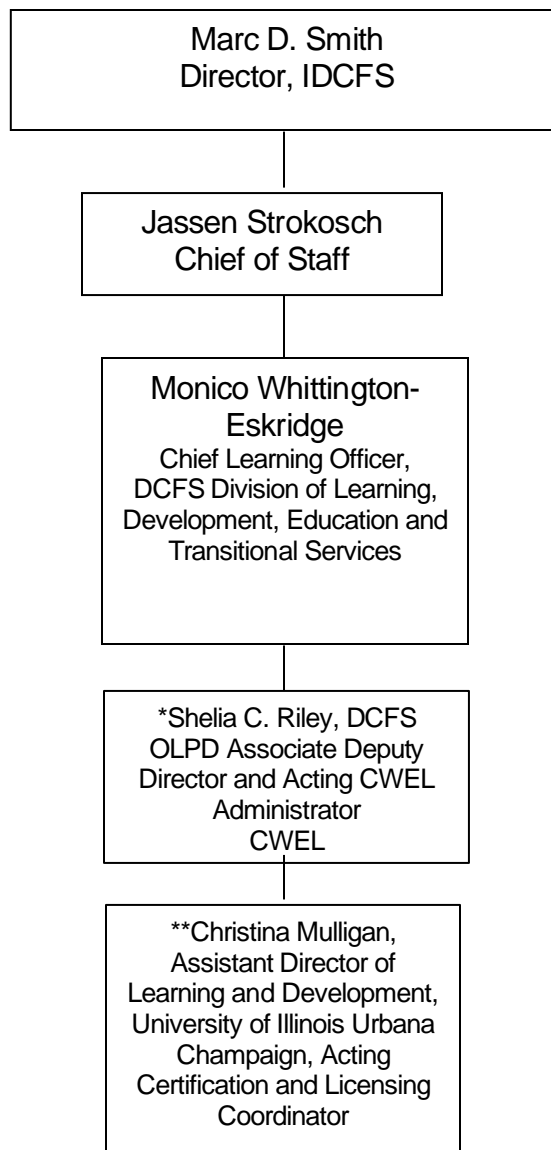 Marc D. Smith
Director, IDCFS
Jassen Strokosch
Chief of Staff
Monico Whittington-
Eskridge
Chief Learning Officer,
DCFS Division of Learning,
Development, Education and
Transitional Services
*Shelia C. Riley, DCFS
OLPD Associate Deputy
Director and Acting CWEL
Administrator
CWEL
**Christina Mulligan,
Assistant Director of
Learning and Development,
University of Illinois Urbana
Champaign, Acting
Certification and Licensing
Coordinator